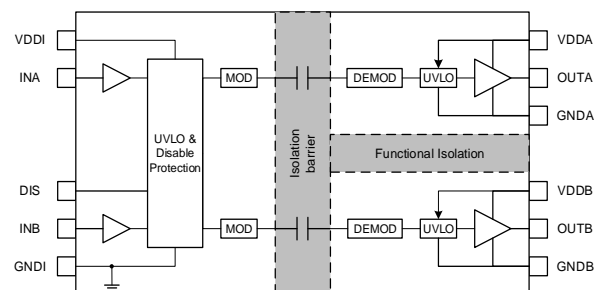 VDDI
INA
DIS
INB
GNDI
UVLO &
Disable
Protection
MOD
MOD
Isolation
barrier
DEMOD
UVLO
Functional Isolation
DEMOD
UVLO
VDDA
OUTA
GNDA
VDDB
OUTB
GNDB